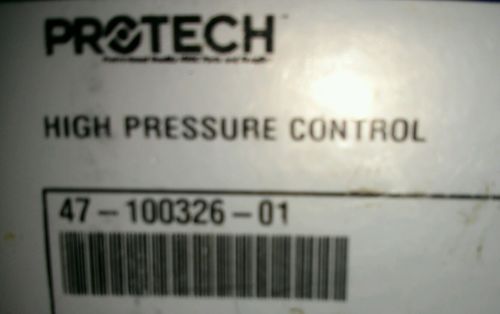 PROTECH
HIGH PRESSURE CONTROL
47-100326-01